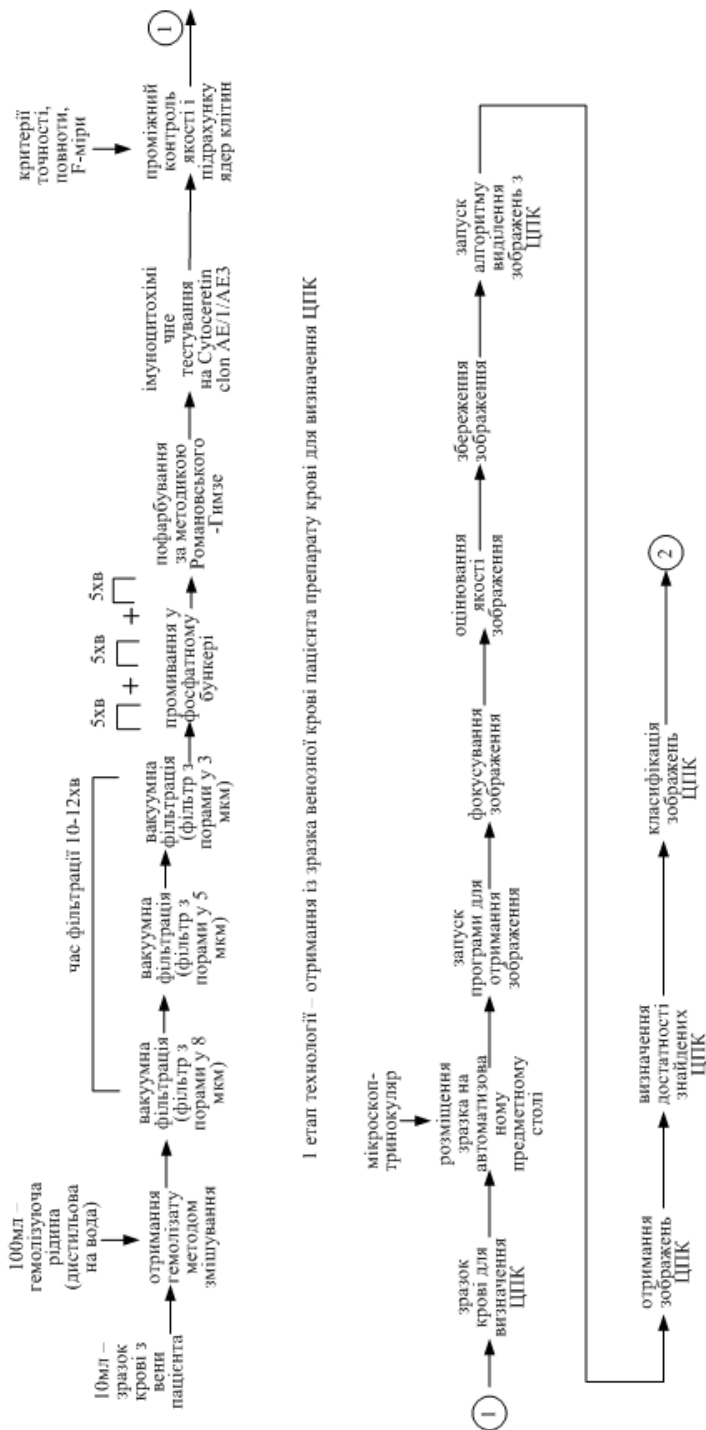 10мл –
зразок
крові з
вени
пацієнта
100мл –
гемолізуюча
рідина
(дистильова
на вода)
отримання
гемолізату
методом
змішування
час фільтрації 10-12хв
вакуумна
фільтрація
(фільтр з
порами у 8
мкм)
вакуумна
фільтрація
(фільтр з
порами у 5
мкм)
вакуумна
фільтрація
(фільтр з
порами у 3
мкм)
5хв
+
5хв
+
5хв
промивання у
фосфатному
бункері
пофарбування
за методикою
Романовського
-Гимзе
імуноцитохімі
чне
тестування
на Cytoceretin
clon AE/1/AE3
критерії
точності,
повноти,
F-міри
проміжний
контроль
якості і
підрахунку
ядер клітин
1
1 етап технології – отримання із зразка венозної крові пацієнта препарату крові для визначення ЦПК
1
зразок
крові для
визначення
ЦПК
мікроскоп-
тринокуляр
розміщення
зразка на
автоматизова
ному
предметному
столі
запуск
програми для
отримання
зображення
фокусування
зображення
оцінювання
якості
зображення
збереження
зображення
запуск
алгоритму
виділення
зображень з
ЦПК
отримання
зображень
ЦПК
визначення
достатності
знайдених
ЦПК
класифікація
зображень
ЦПК
2